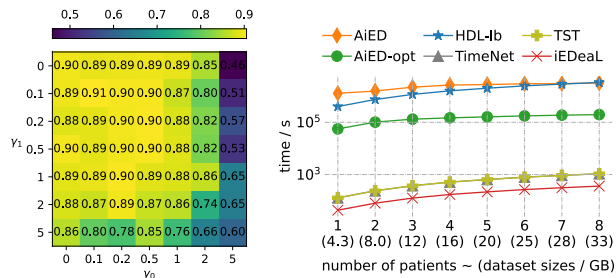 0.5 0.6 0.7 0.8 0.9
0 0.90 0.89 0.89 0.90 0.89 0.85 0.46
0.1 0.89 0.91 0.90 0.90 0.87 0.80 0.51
0.2 0.88 0.89 0.90 0.89 0.88 0.82 0.57
0.5 0.90 0.89 0.90 0.89 0.88 0.82 0.53
1 0.89 0.89 0.90 0.90 0.88 0.86 0.65
2 0.88 0.87 0.89 0.88 0.86 0.74 0.65
5 0.86 0.80 0.78 0.85 0.76 0.66 0.60
0 0.1 0.2 0.5 1 2 5
γ₁
γ₀
AiED HDL-lb TST
AiED-opt TimeNet iEDeaL
time / s
10⁵
10³
1 2 3 4 5 6 7 8
(4.3) (8.0) (12) (16) (20) (25) (28) (33)
number of patients ~ (dataset sizes / GB)